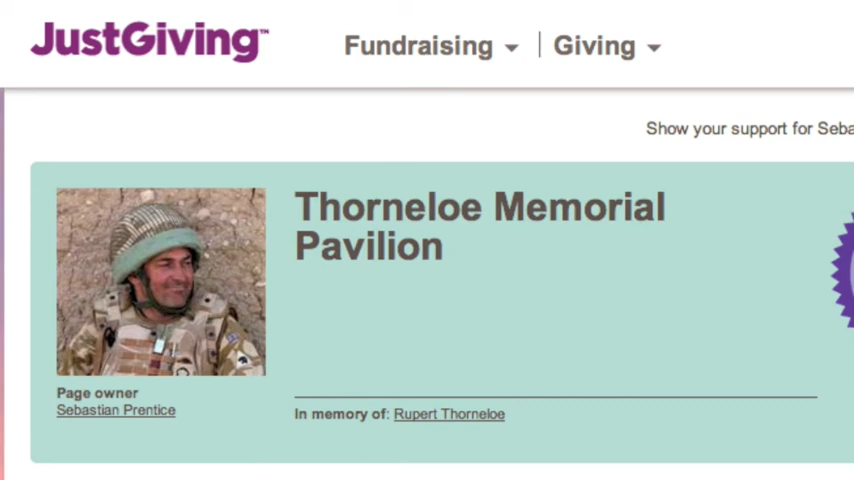 JustGiving™
Fundraising
Giving
Show your support for Seba
Thorneloe Memorial
Pavilion
Page owner
Sebastian Prentice
In memory of: Rupert Thorneloe